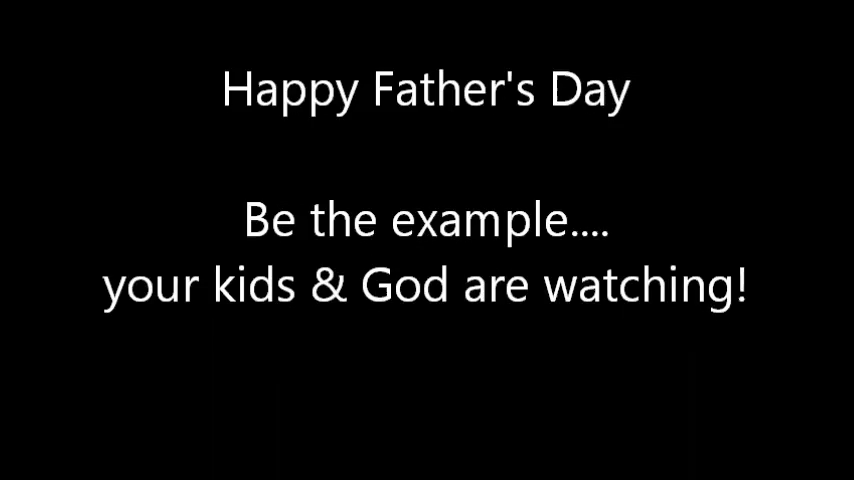 Happy Father's Day
Be the example....
your kids & God are watching!